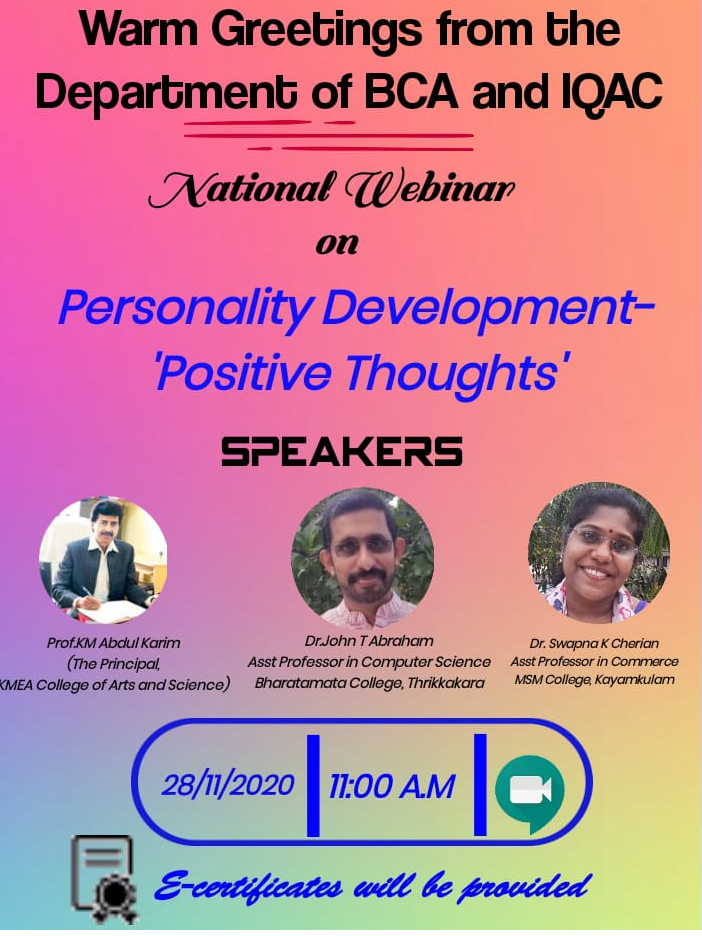 Warm Greetings from the
Department of BCA and IQAC
National Webinar
on
Personality Development-
'Positive Thoughts'
SPEAKERS
Prof.KM Abdul Karim
(The Principal,
KMEA College of Arts and Science)
Dr.John T Abraham
Asst Professor in Computer Science
Bharatamata College, Thrikkakara
Dr. Swapna K Cherian
Asst Professor in Commerce
MSM College, Kayamkulam
28/11/2020 11:00 A.M
E-certificates will be provided